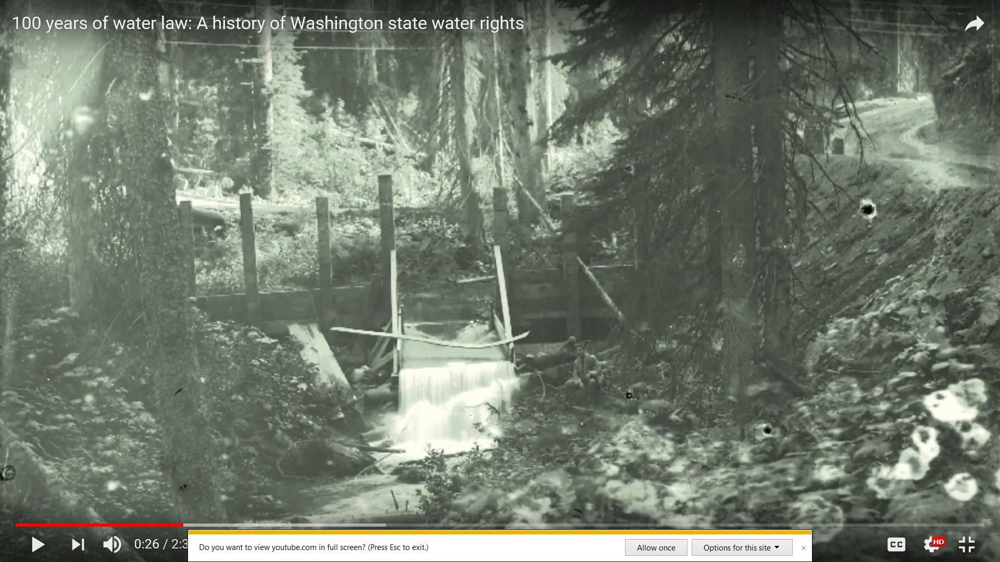 100 years of water law: A history of Washington state water rights
0:26 / 2:3
Do you want to view youtube.com in full screen? (Press Esc to exit.)
Allow once
Options for this site
CC
HD